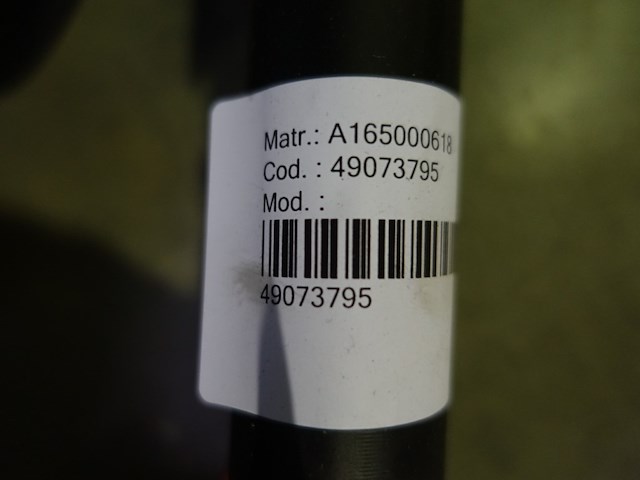 Matr.: A165000618
Cod. : 49073795
Mod. :
49073795